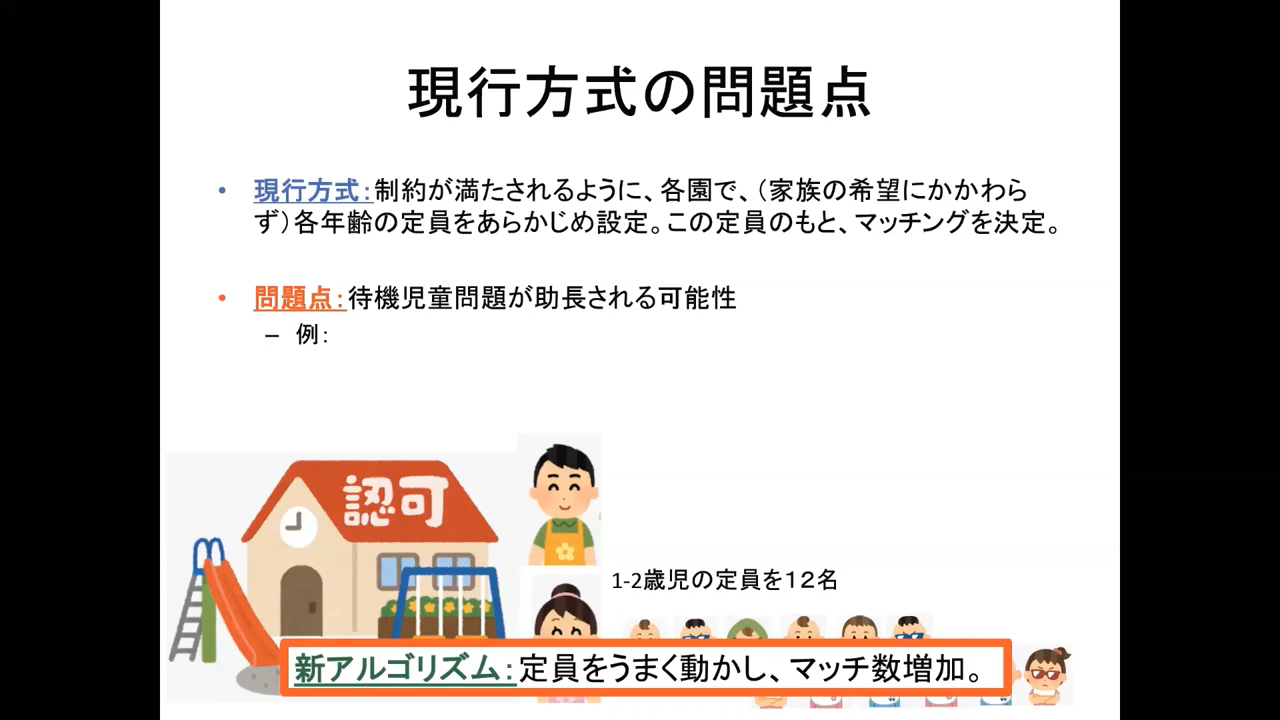 現行方式の問題点
• 現行方式：制約が満たされるように、各園で、（家族の希望にかかわら
ず）各年齢の定員をあらかじめ設定。この定員のもと、マッチングを決定。
• 問題点：待機児童問題が助長される可能性
– 例：
認可
1-2歳児の定員を１２名
新アルゴリズム：定員をうまく動かし、マッチ数増加。